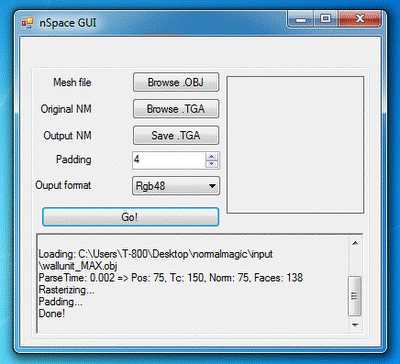 nSpace GUI
Mesh file Browse .OBJ
Original NM Browse .TGA
Output NM Save .TGA
Padding 4
Ouput format Rgb48
Go!
Loading: C:\Users\T-800\Desktop\normalmagic\input
\wallunit_MAX.obj
ParseTime: 0.002 => Pos: 75, Tc: 150, Norm: 75, Faces: 138
Rasterizing...
Padding...
Done!